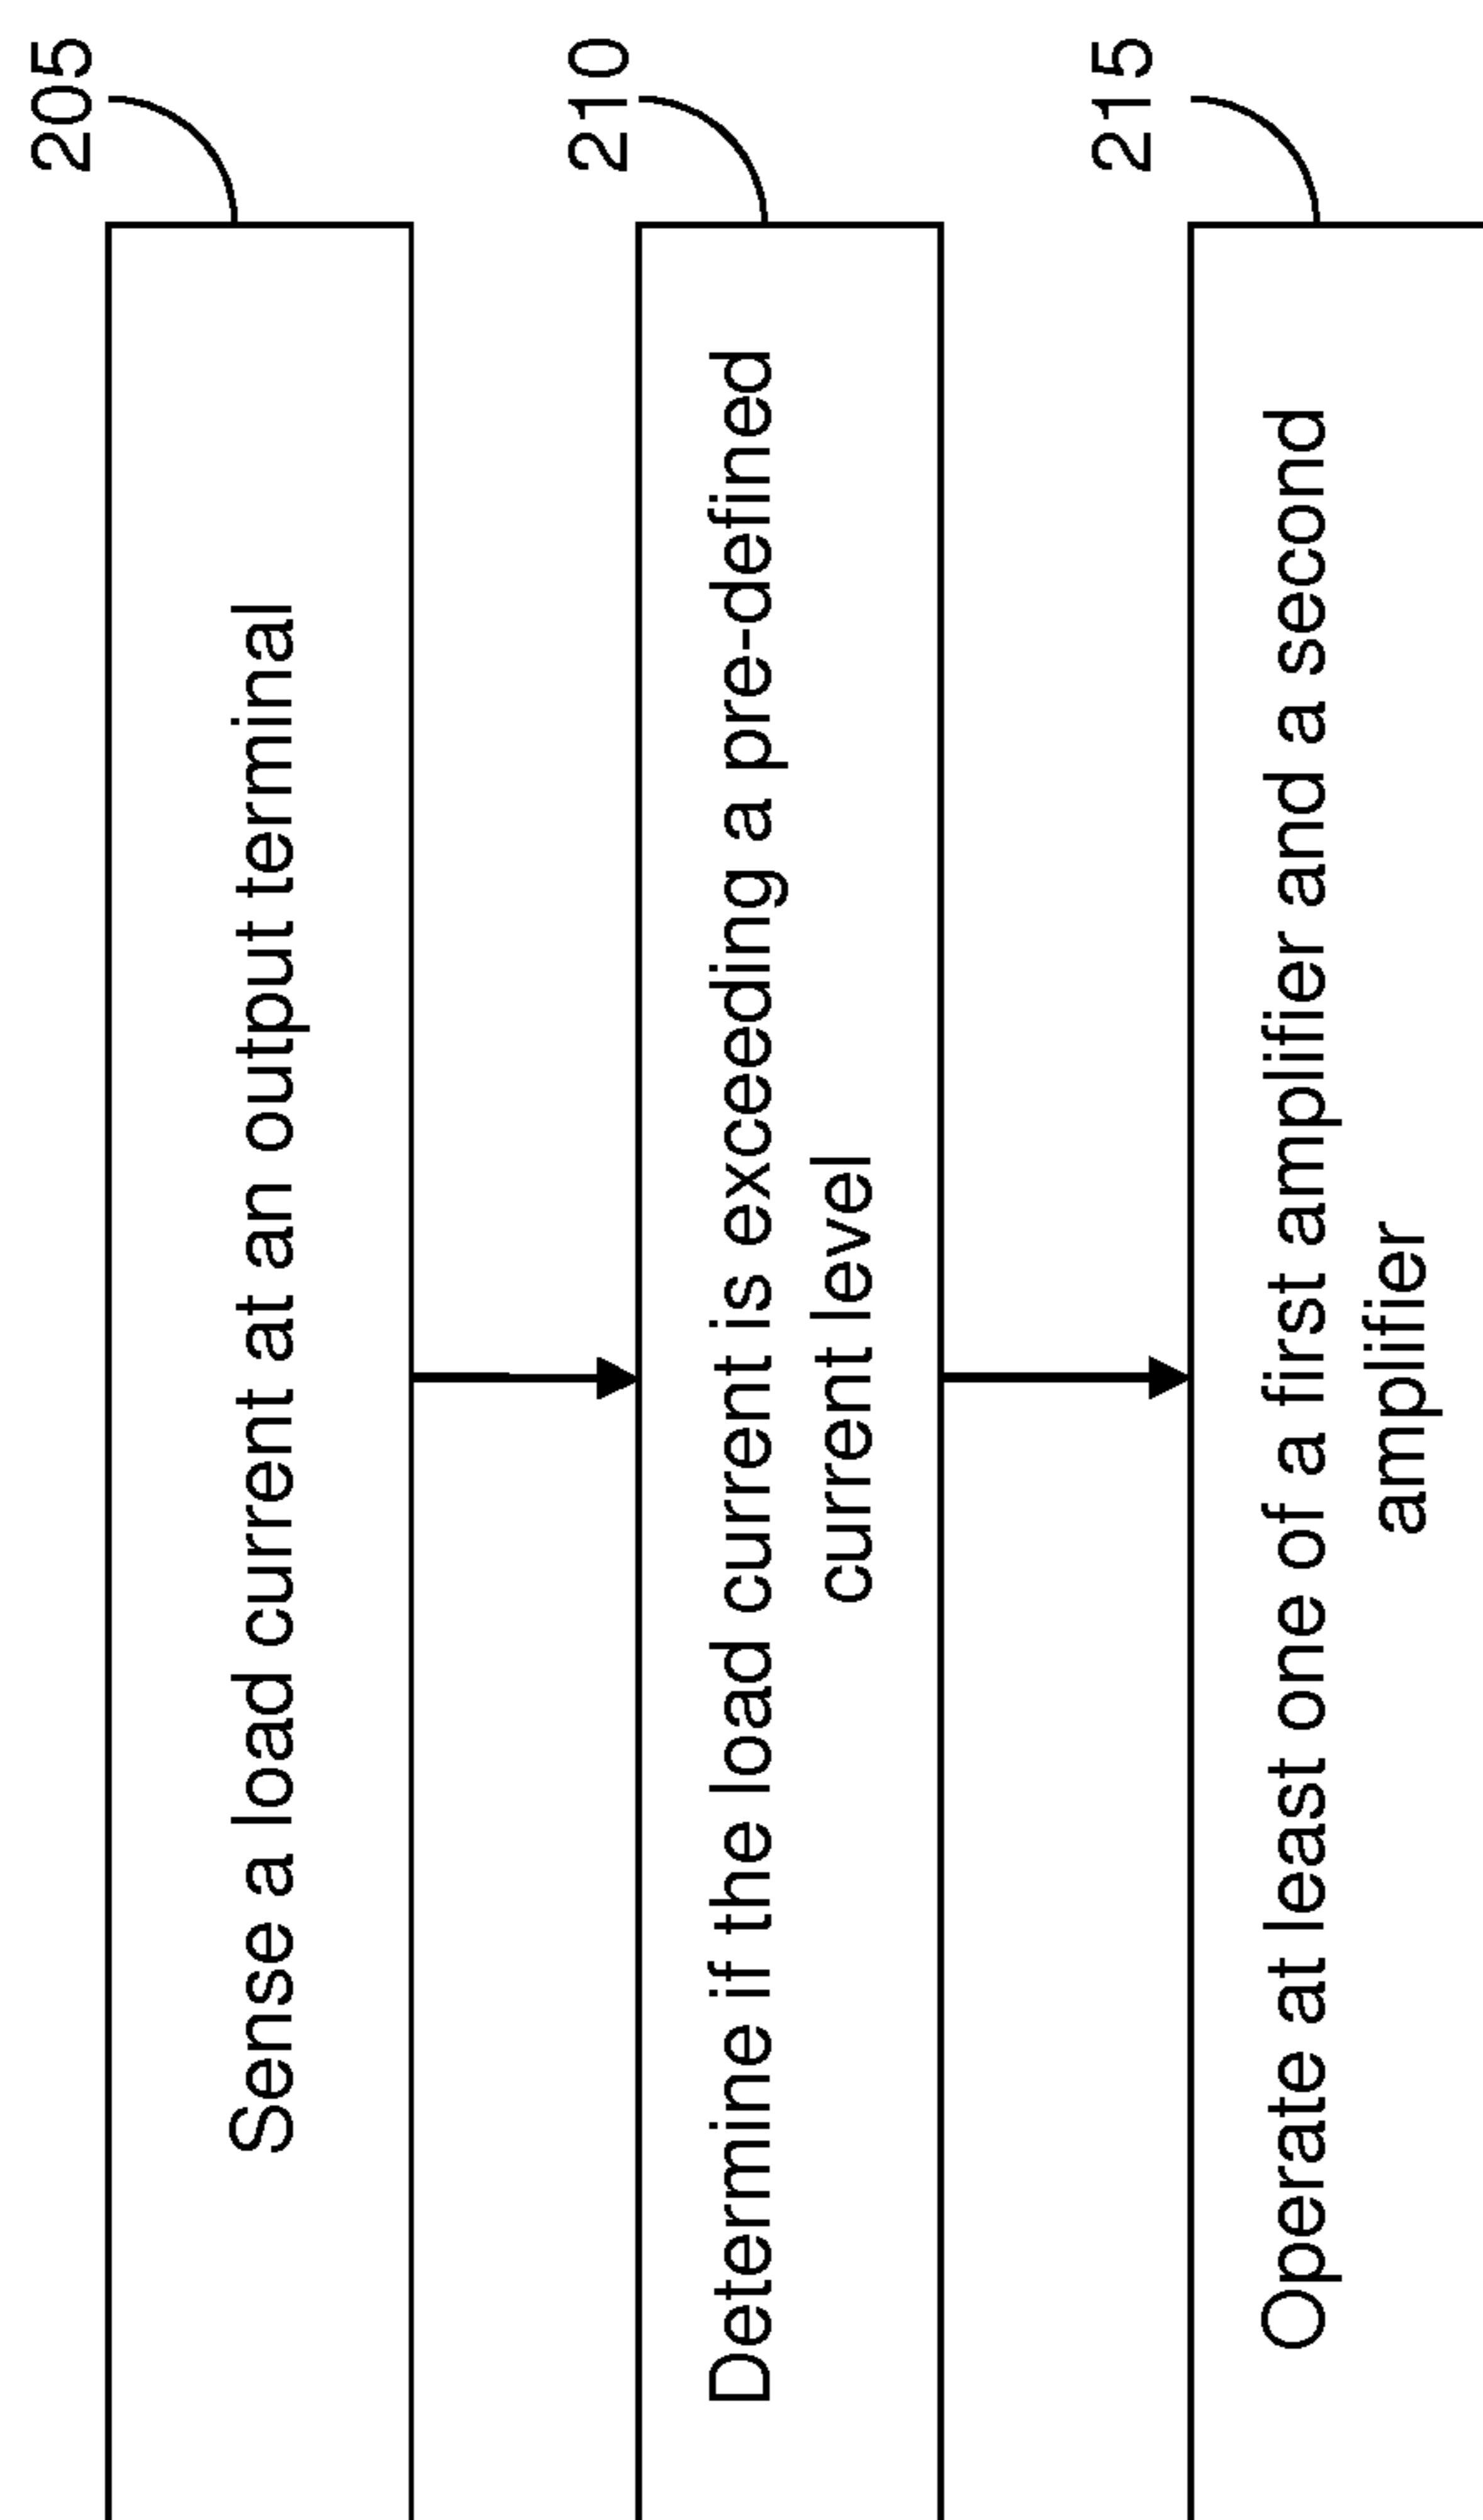 205
Sense a load current at an output terminal
210
Determine if the load current is exceeding a pre-defined
current level
215
Operate at least one of a first amplifier and a second
amplifier